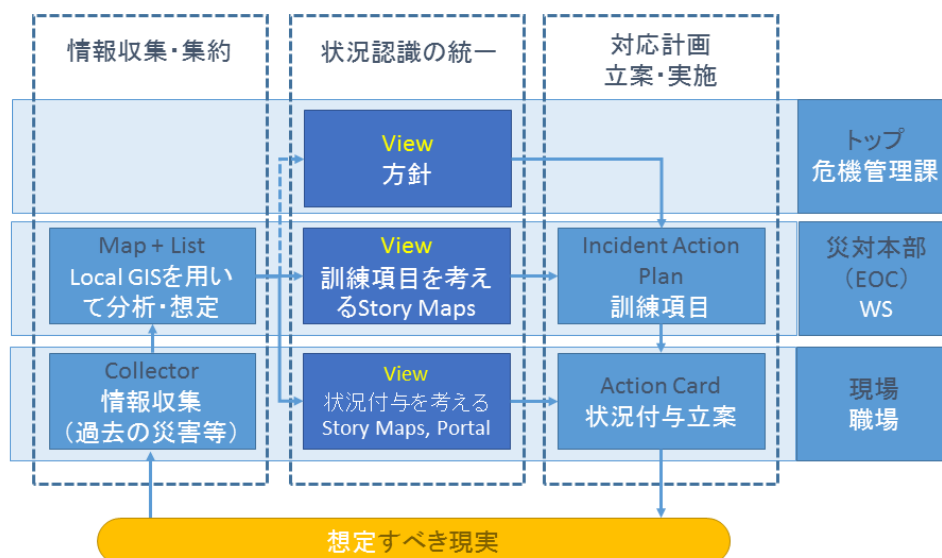 情報収集・集約
状況認識の統一
対応計画
立案・実施
View
方針
トップ
危機管理課
Map + List
Local GISを用い
て分析・想定
View
訓練項目を考え
るStory Maps
Incident Action
Plan
訓練項目
災対本部
（EOC）
WS
Collector
情報収集
（過去の災害等）
View
状況付与を考える
Story Maps, Portal
Action Card
状況付与立案
現場
職場
想定すべき現実